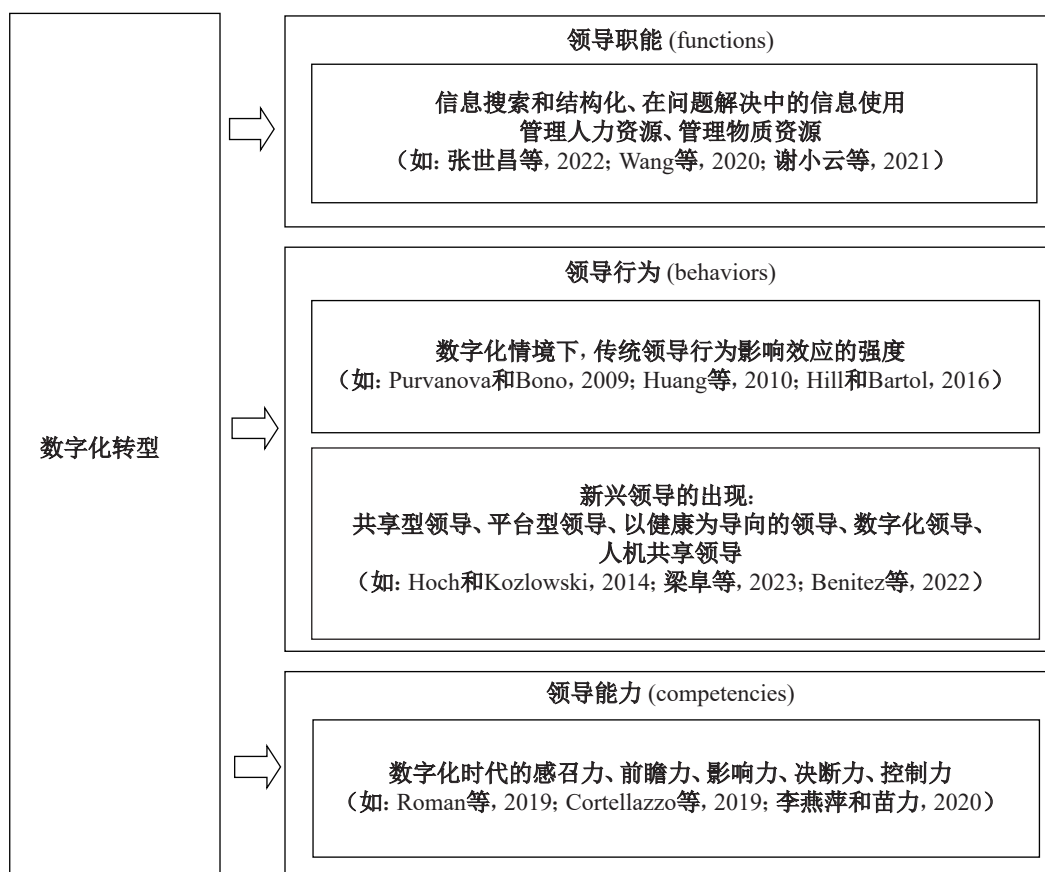 数字化转型
领导职能 (functions)
信息搜索和结构化、在问题解决中的信息使用
管理人力资源、管理物质资源
（如: 张世昌等, 2022; Wang等, 2020; 谢小云等, 2021）
领导行为 (behaviors)
数字化情境下, 传统领导行为影响效应的强度
（如: Purvanova和Bono, 2009; Huang等, 2010; Hill和Bartol, 2016）
新兴领导的出现:
共享型领导、平台型领导、以健康为导向的领导、数字化领导、
人机共享领导
（如: Hoch和Kozlowski, 2014; 梁阜等, 2023; Benitez等, 2022）
领导能力 (competencies)
数字化时代的感召力、前瞻力、影响力、决断力、控制力
（如: Roman等, 2019; Cortellazzo等, 2019; 李燕萍和苗力, 2020）